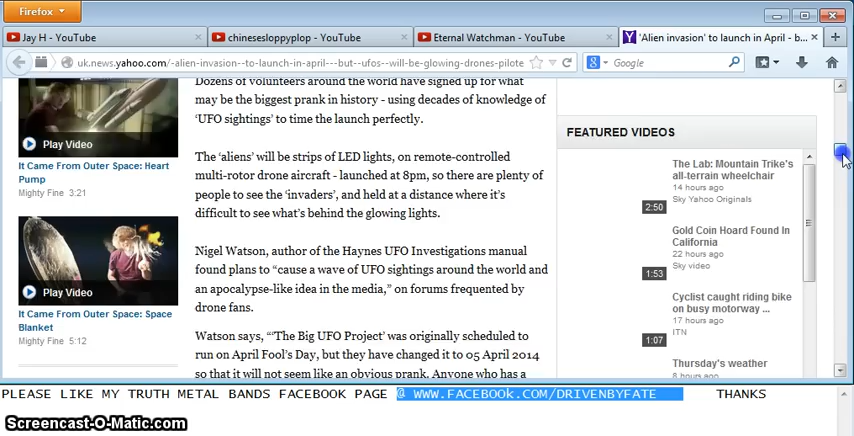 Firefox
Jay H - YouTube
chinesesloppyplop - YouTube
Eternal Watchman - YouTube
'Alien invasion' to launch in April - b...
uk.news.yahoo.com/-alien-invasion--to-launch-in-april---but--ufos--will-be-glowing-drones-pilote
Google
Dozens of volunteers around the world have signed up for what
may be the biggest prank in history - using decades of knowledge of
'UFO sightings' to time the launch perfectly.
The 'aliens' will be strips of LED lights, on remote-controlled
multi-rotor drone aircraft - launched at 8pm, so there are plenty of
people to see the 'invaders', and held at a distance where it's
difficult to see what's behind the glowing lights.
Nigel Watson, author of the Haynes UFO Investigations manual
found plans to "cause a wave of UFO sightings around the world and
an apocalypse-like idea in the media," on forums frequented by
drone fans.
Watson says, "'The Big UFO Project' was originally scheduled to
run on April Fool's Day, but they have changed it to 05 April 2014
so that it will not seem like an obvious prank. Anyone who has a
Play Video
It Came From Outer Space: Heart
Pump
Mighty Fine 3:21
Play Video
It Came From Outer Space: Space
Blanket
Mighty Fine 5:12
FEATURED VIDEOS
The Lab: Mountain Trike's
all-terrain wheelchair
14 hours ago
Sky Yahoo Originals
2:50
Gold Coin Hoard Found In
California
22 hours ago
Sky video
1:53
Cyclist caught riding bike
on busy motorway ...
17 hours ago
ITN
1:07
Thursday's weather
8 hours ago
PLEASE LIKE MY TRUTH METAL BANDS FACEBOOK PAGE @ WWW.FACEBOOk.COM/DRIVENBYFATE THANKS
Screencast-O-Matic.com